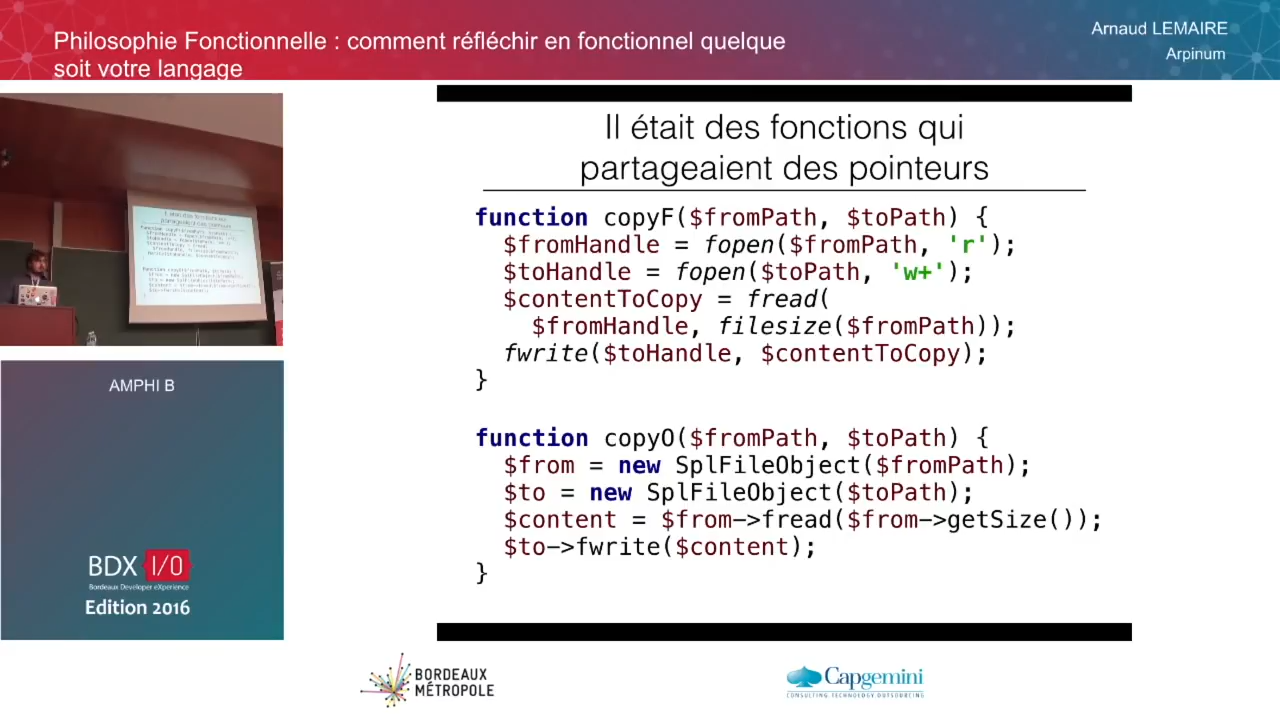 Philosophie Fonctionnelle : comment réfléchir en fonctionnel quelque
soit votre langage
Arnaud LEMAIRE
Arpinum
Il était des fonctions qui
partageaient des pointeurs
function copyF($fromPath, $toPath) {
  $fromHandle = fopen($fromPath, 'r');
  $toHandle = fopen($toPath, 'w+');
  $contentToCopy = fread(
    $fromHandle, filesize($fromPath));
  fwrite($toHandle, $contentToCopy);
}
function copyO($fromPath, $toPath) {
  $from = new SplFileObject($fromPath);
  $to = new SplFileObject($toPath);
  $content = $from->fread($from->getSize());
  $to->fwrite($content);
}
AMPHI B
BDX I/O
Bordeaux Developer eXperience
Edition 2016
BORDEAUX
MÉTROPOLE
Capgemini
CONSULTING.TECHNOLOGY.OUTSOURCING